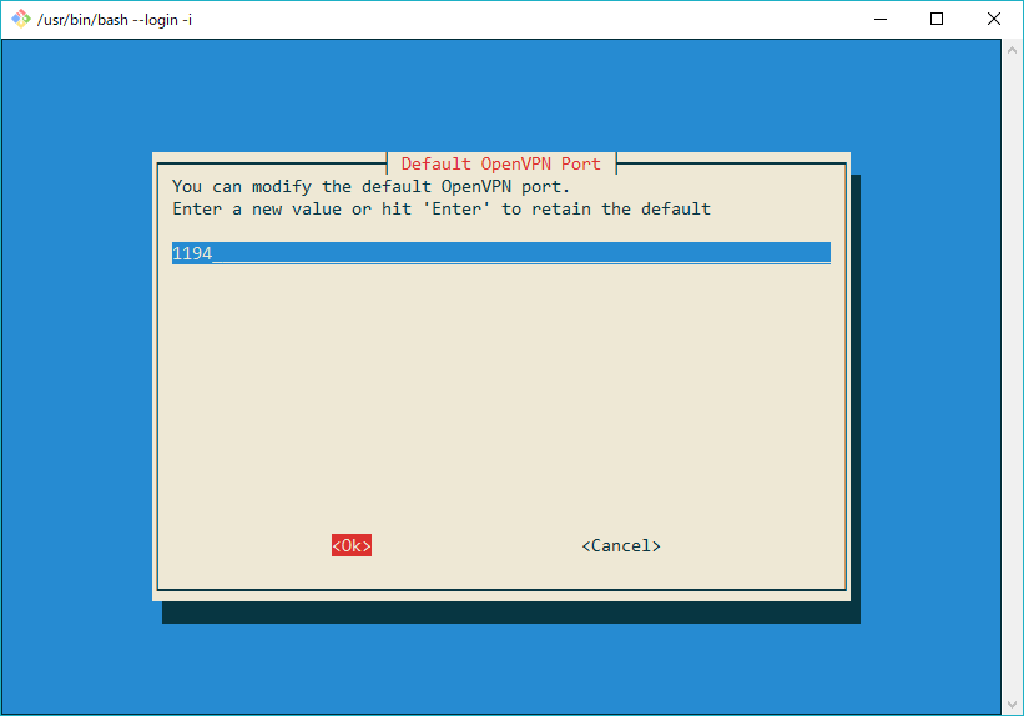 /usr/bin/bash --login -i
Default OpenVPN Port
You can modify the default OpenVPN port.
Enter a new value or hit 'Enter' to retain the default
1194
<Ok> <Cancel>